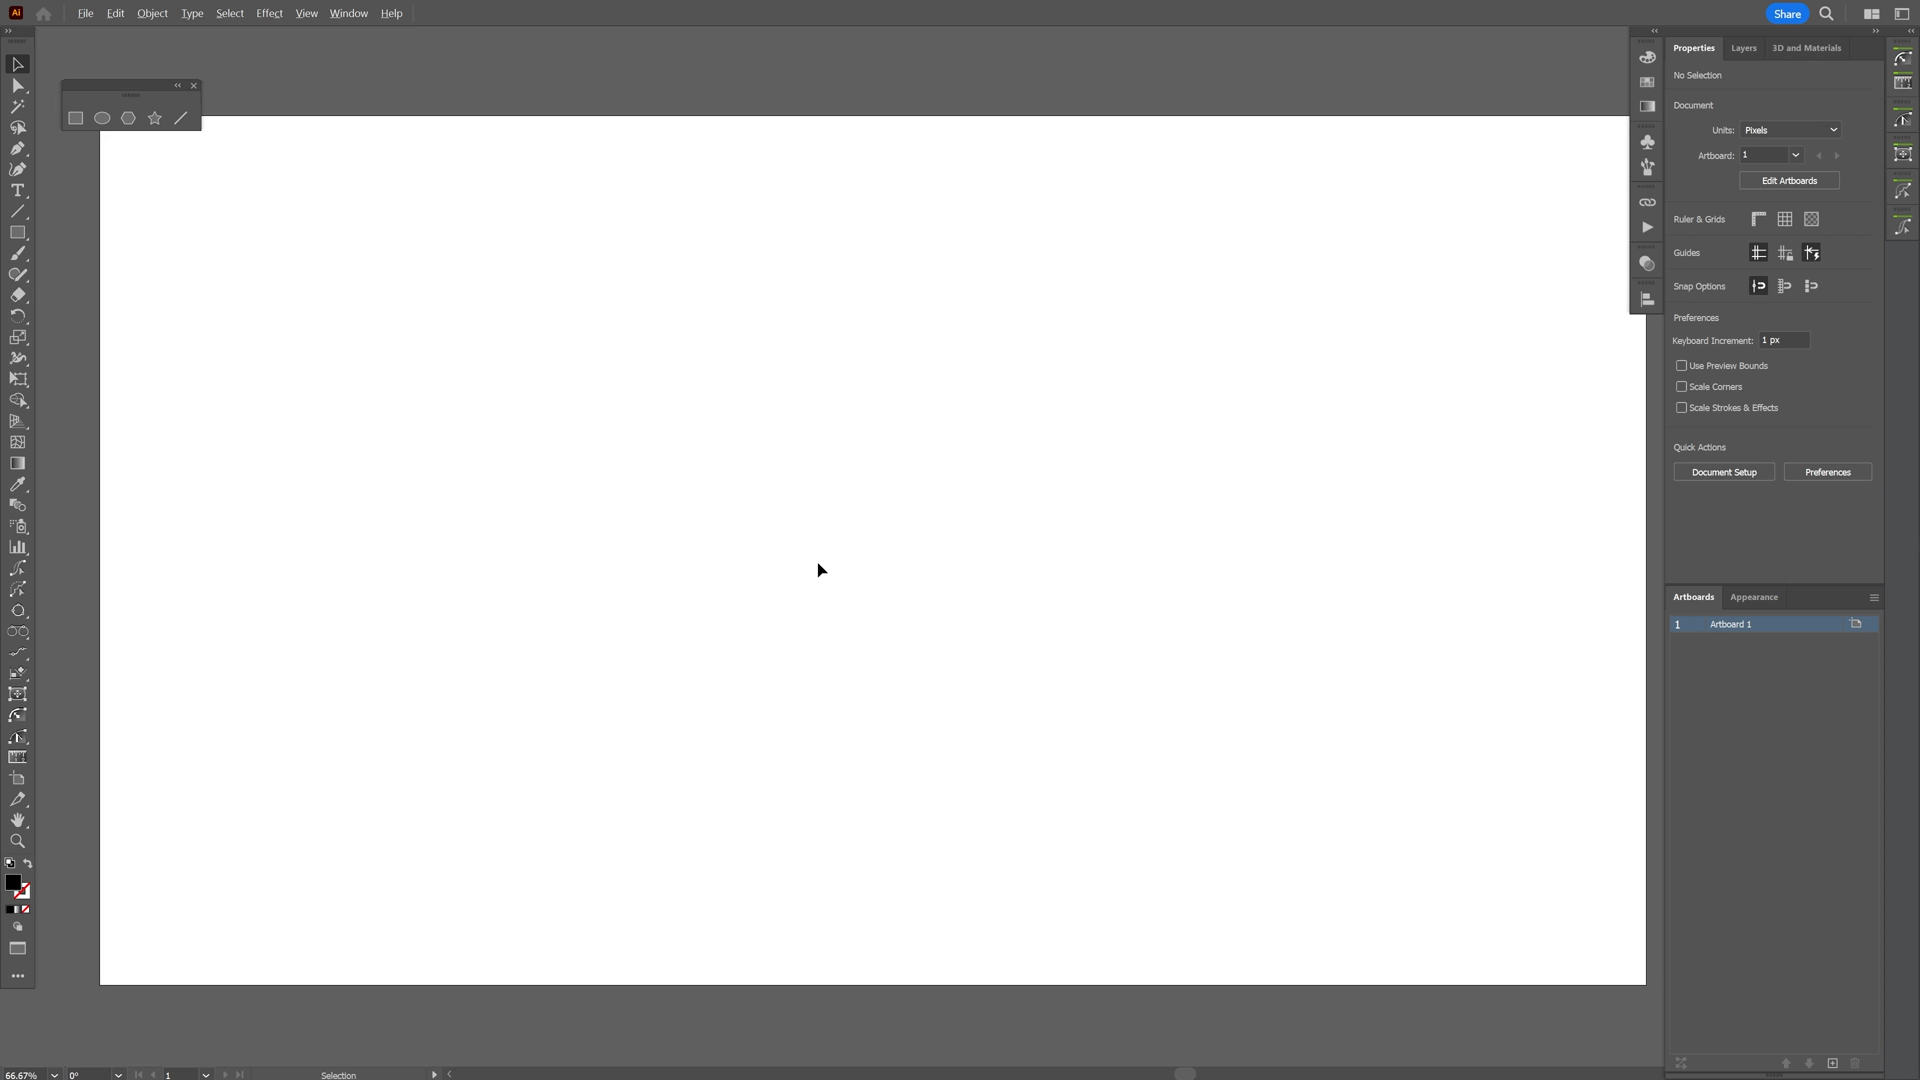 Ai File Edit Object Type Select Effect View Window Help Share
Properties Layers 3D and Materials
No Selection
Document
Units: Pixels
Artboard: 1
Edit Artboards
Ruler & Grids
Guides
Snap Options
Preferences
Keyboard Increment: 1 px
Use Preview Bounds
Scale Corners
Scale Strokes & Effects
Quick Actions
Document Setup Preferences
Artboards Appearance
1 Artboard 1
66.67% 0° 1 Selection